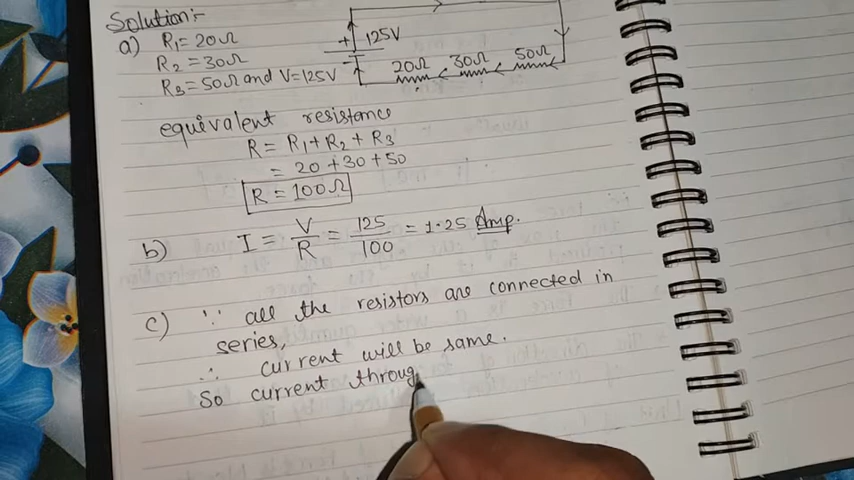 Solution:-
a) R1 = 20Ω
R2 = 30Ω
R3 = 50Ω and V = 125V
+ 125V
-
20Ω 30Ω 50Ω
equivalent resistence
R = R1 + R2 + R3
= 20 + 30 + 50
R = 100Ω
b) I = V/R = 125/100 = 1.25 Amp.
c) ∵ all the resistors are connected in
series,
∴ current will be same.
So current throug